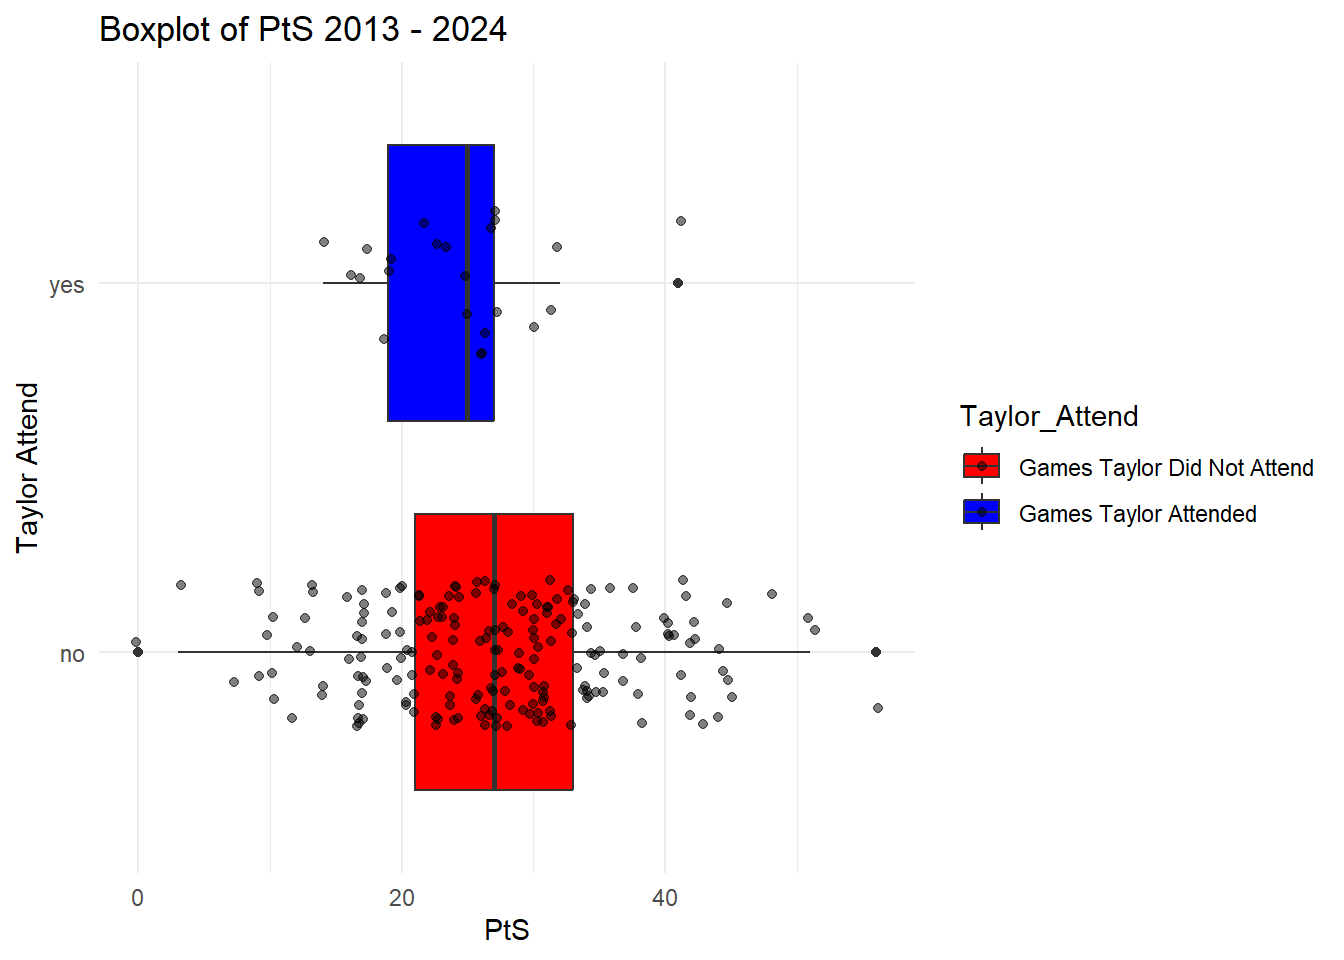 Boxplot of PtS 2013 - 2024
Taylor Attend
yes
no
0
20
40
PtS
Taylor_Attend
Games Taylor Did Not Attend
Games Taylor Attended